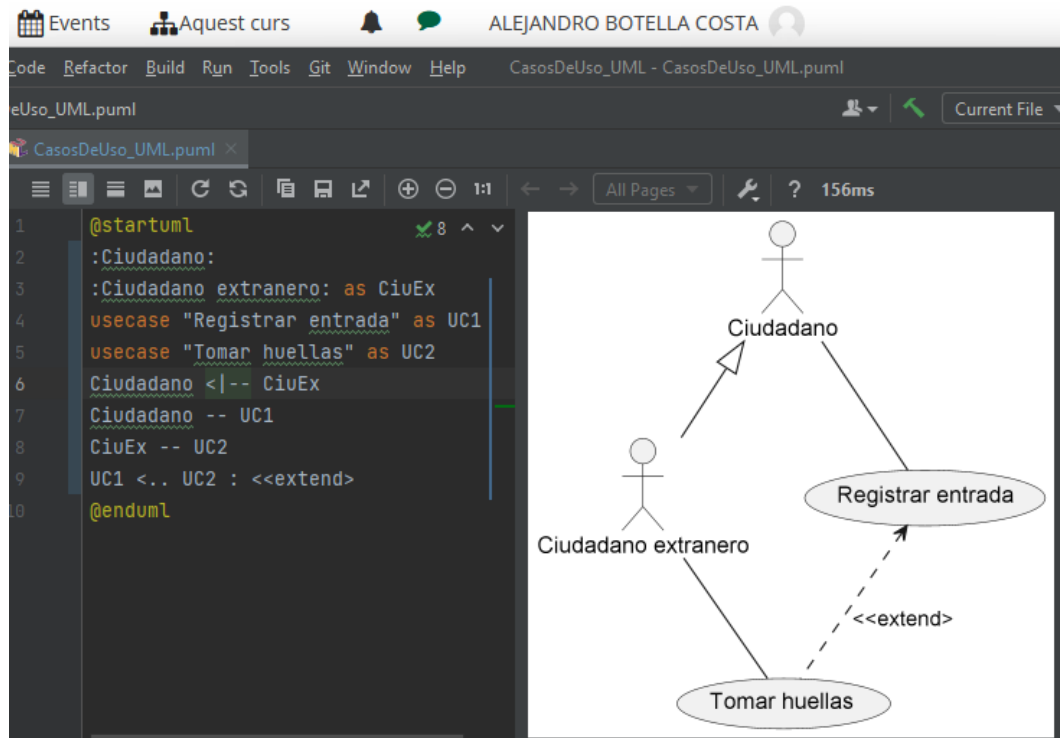 Events Aquest curs ALEJANDRO BOTELLA COSTA
Code Refactor Build Run Tools Git Window Help CasosDeUso_UML - CasosDeUso_UML.puml
eUso_UML.puml Current File
CasosDeUso_UML.puml
1:1 All Pages ? 156ms
1 @startuml 8
2 :Ciudadano:
3 :Ciudadano extranero: as CiuEx
4 usecase "Registrar entrada" as UC1
5 usecase "Tomar huellas" as UC2
6 Ciudadano <|-- CiuEx
7 Ciudadano -- UC1
8 CiuEx -- UC2
9 UC1 <.. UC2 : <<extend>
10 @enduml
Ciudadano
Registrar entrada
Ciudadano extranero
<<extend>
Tomar huellas